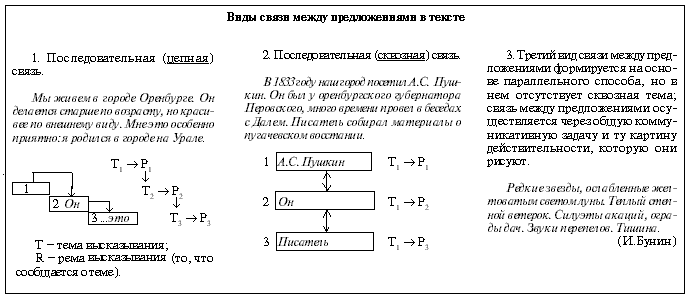 Виды связи между предложениями в тексте
1. Последовательная (цепная)
связь.
Мы живем в городе Оренбурге. Он
делается старше по возрасту, но краси-
вее по внешнему виду. Мне это особенно
приятно: я родился в городе на Урале.
T1 → P1
T2 → P2
T3 → P3
1
2 Он
3 ...это
Т – тема высказывания;
R – рема высказывания (то, что
сообщается о теме).
2. Последовательная (сквозная) связь.
В 1833 году наш город посетил А.С. Пуш-
кин. Он был у оренбургского губернатора
Перовского, много времени провел в беседах
с Далем. Писатель собирал материалы о
пугачевском восстании.
1 А.С. Пушкин T1 → P1
2 Он T1 → P2
3 Писатель T1 → P3
3. Третий вид связи между пред-
ложениями формируется на осно-
ве параллельного способа, но в
нем отсутствует сквозная тема;
связь между предложениями осу-
ществляется через общую комму-
никативную задачу и ту картину
действительности, которую они
рисуют.
Редкие звезды, ослабленные жел-
товатым светом луны. Теплый степ-
ной ветерок. Силуэты акаций, огра-
ды дач. Звуки перепелов. Тишина.
(И.Бунин)